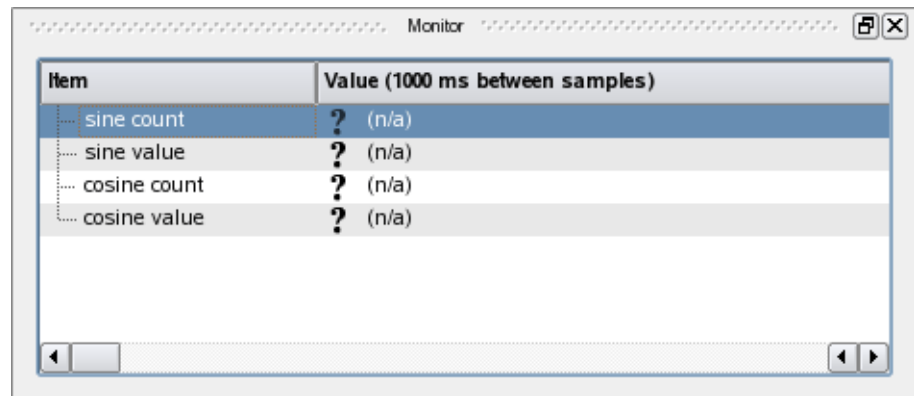 Monitor
Item Value (1000 ms between samples)
sine count ? (n/a)
sine value ? (n/a)
cosine count ? (n/a)
cosine value ? (n/a)